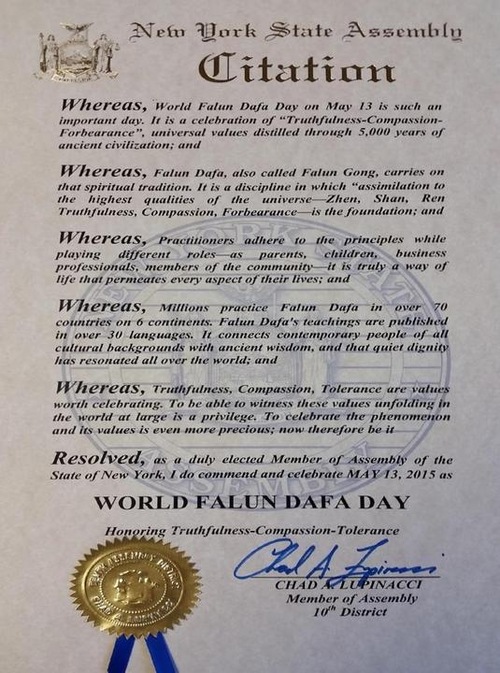 New York State Assembly
Citation
Whereas, World Falun Dafa Day on May 13 is such an
important day. It is a celebration of "Truthfulness-Compassion-
Forbearance", universal values distilled through 5,000 years of
ancient civilization; and
Whereas, Falun Dafa, also called Falun Gong, carries on
that spiritual tradition. It is a discipline in which "assimilation to
the highest qualities of the universe—Zhen, Shan, Ren
Truthfulness, Compassion, Forbearance—is the foundation; and
Whereas, Practitioners adhere to the principles while
playing different roles—as parents, children, business
professionals, members of the community—it is truly a way of
life that permeates every aspect of their lives; and
Whereas, Millions practice Falun Dafa in over 70
countries on 6 continents. Falun Dafa's teachings are published
in over 30 languages. It connects contemporary people of all
cultural backgrounds with ancient wisdom, and that quiet dignity
has resonated all over the world; and
Whereas, Truthfulness, Compassion, Tolerance are values
worth celebrating. To be able to witness these values unfolding in
the world at large is a privilege. To celebrate the phenomenon
and its values is even more precious; now therefore be it
Resolved, as a duly elected Member of Assembly of the
State of New York, I do commend and celebrate MAY 13, 2015 as
WORLD FALUN DAFA DAY
Honoring Truthfulness-Compassion-Tolerance
Chad A. Lupinacci
CHAD A. LUPINACCI
Member of Assembly
10th District